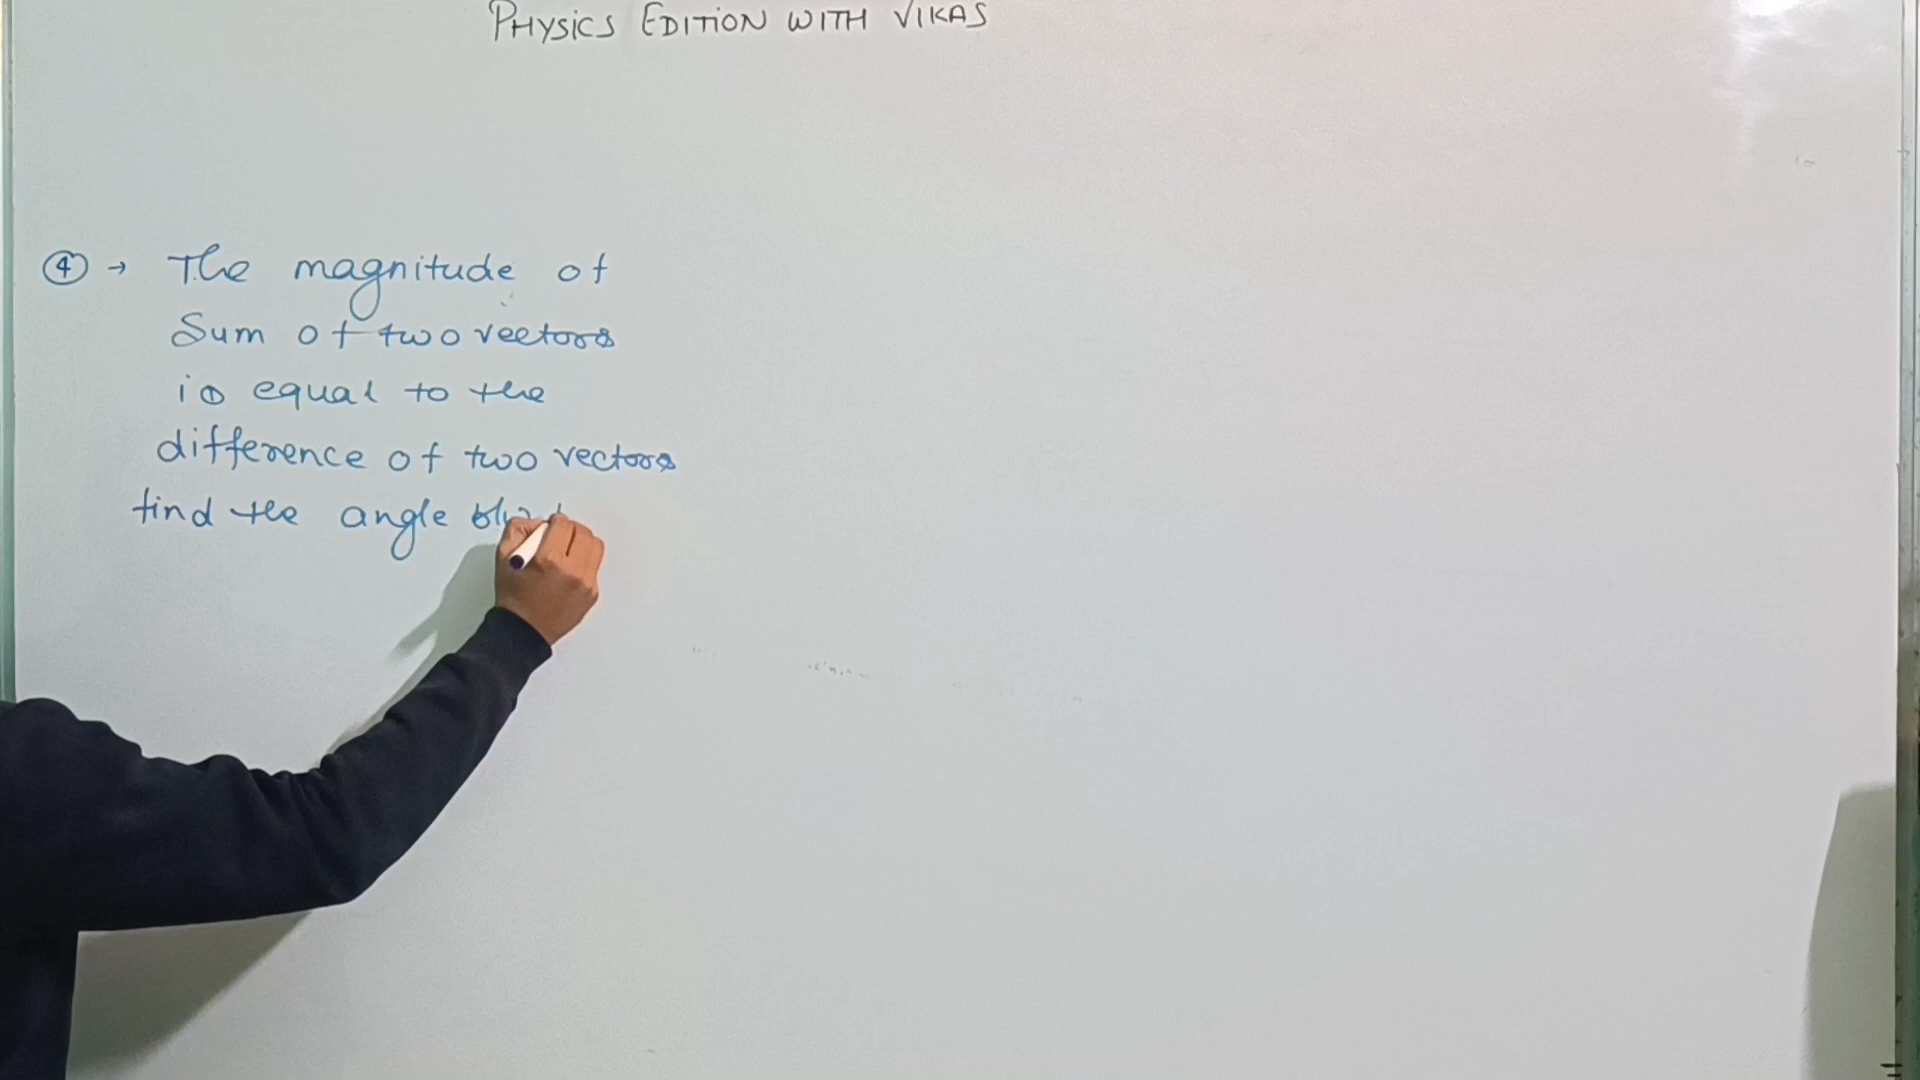 PHYSICS EDITION WITH VIKAS
④ → The magnitude of
Sum of two vectors
is equal to the
difference of two vectors
find the angle